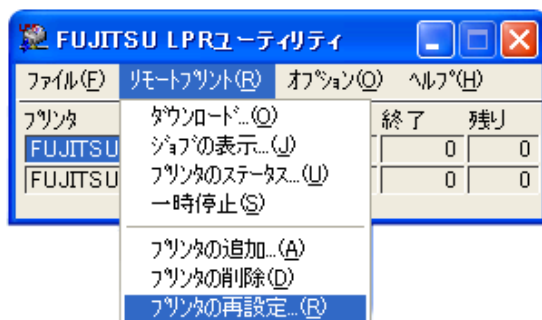 FUJITSU LPRユーティリティ
ファイル(F) リモートプリント(R) オプション(O) ヘルプ(H)
プリンタ 終了 残り
FUJITSU 0 0
FUJITSU 0 0
ダウンロード...(O)
ジョブの表示...(J)
プリンタのステータス...(U)
一時停止(S)
プリンタの追加...(A)
プリンタの削除(D)
プリンタの再設定...(R)